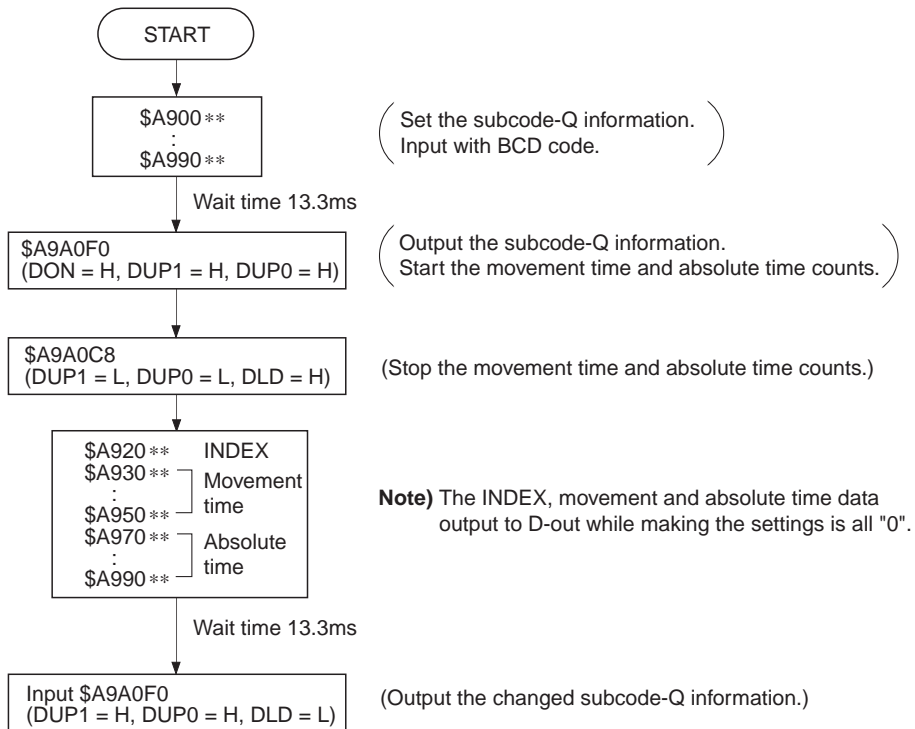 START
$A900**
:
$A990**
Set the subcode-Q information.
Input with BCD code.
Wait time 13.3ms
$A9A0F0
(DON = H, DUP1 = H, DUP0 = H)
Output the subcode-Q information.
Start the movement time and absolute time counts.
$A9A0C8
(DUP1 = L, DUP0 = L, DLD = H)
(Stop the movement time and absolute time counts.)
$A920** INDEX
$A930**
:
$A950**
Movement
time
$A970**
:
$A990**
Absolute
time
Note) The INDEX, movement and absolute time data
output to D-out while making the settings is all "0".
Wait time 13.3ms
Input $A9A0F0
(DUP1 = H, DUP0 = H, DLD = L)
(Output the changed subcode-Q information.)